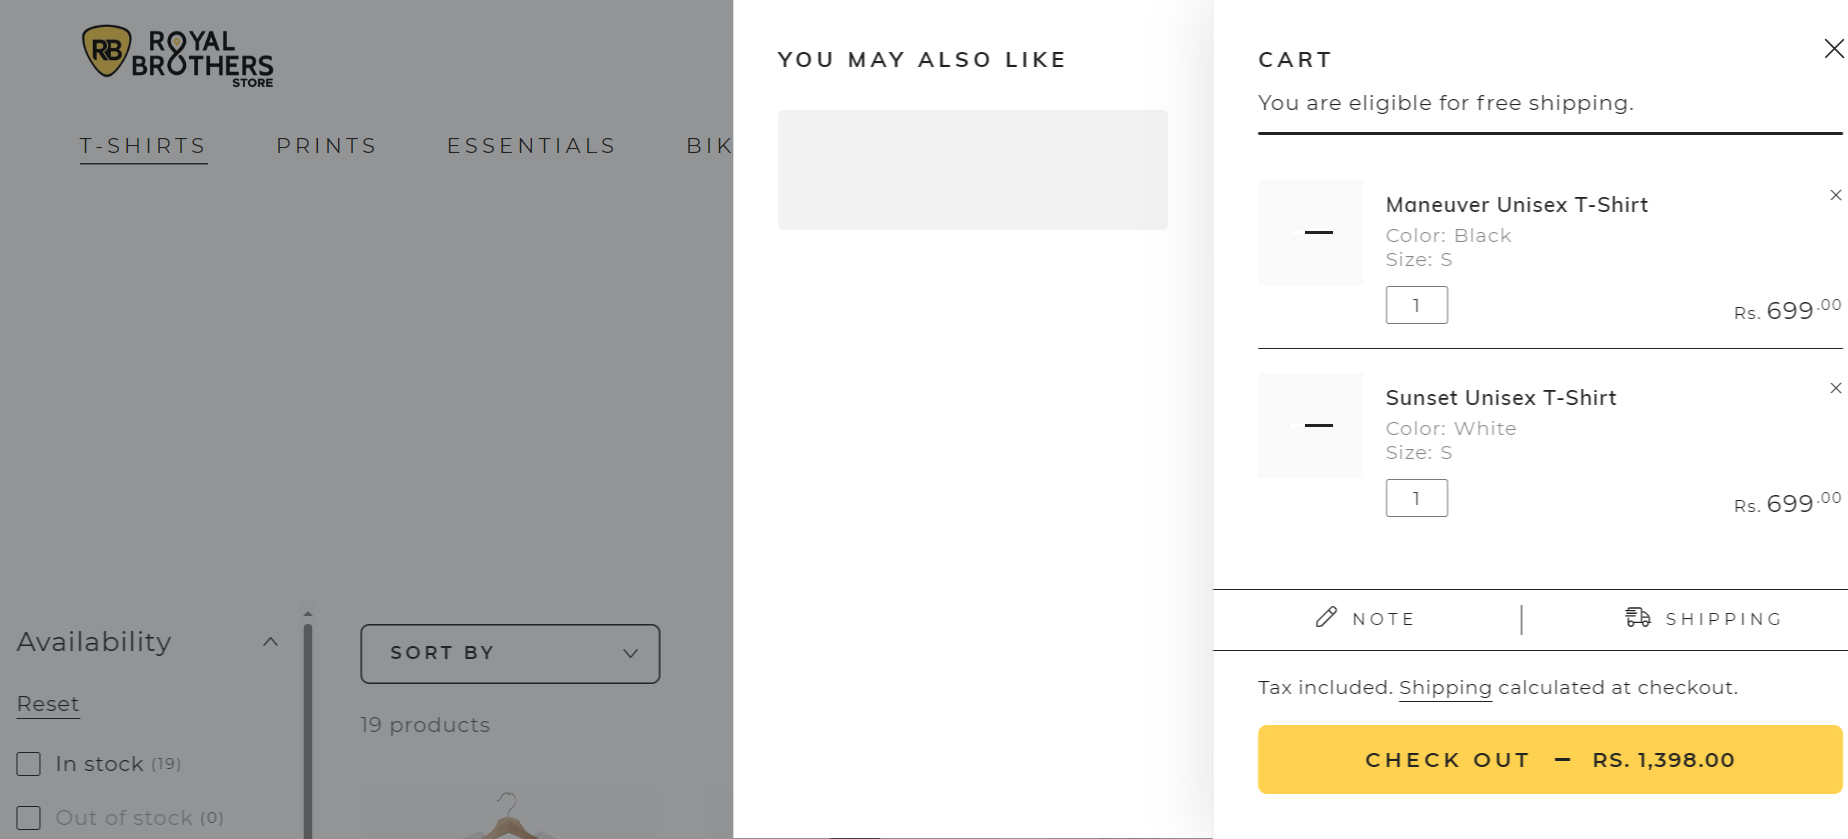 RB ROYAL
BROTHERS
STORE
T-SHIRTS PRINTS ESSENTIALS BIK
Availability
Reset
In stock (19)
Out of stock (0)
SORT BY
19 products
YOU MAY ALSO LIKE
CART
You are eligible for free shipping.
Maneuver Unisex T-Shirt
Color: Black
Size: S
1
Rs. 699.00
Sunset Unisex T-Shirt
Color: White
Size: S
1
Rs. 699.00
NOTE
SHIPPING
Tax included. Shipping calculated at checkout.
CHECK OUT – RS. 1,398.00